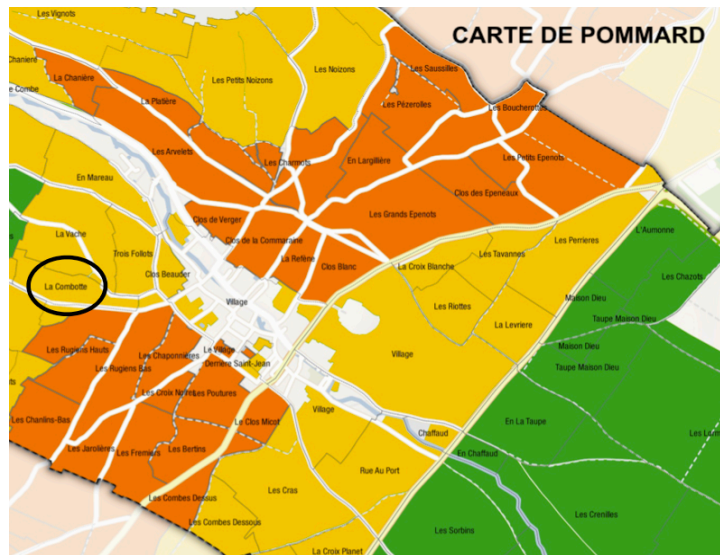 Les Vignots
CARTE DE POMMARD
Les Noizons
Les Saussilles
La Chanière
Les Petits Noizons
Les Pézerolles
La Platière
Les Boucherottes
Les Arvelets
Les Charmots
En Largillière
Les Petits Epenots
En Mareau
Clos des Epeneaux
Clos de Verger
Les Grands Epenots
La Vache
L'Aumonne
Clos de la Commaraine
Les Perrieres
Trois Follots
La Refène
Les Tavannes
Clos Blanc
La Croix Blanche
Clos Beauder
Les Chazots
La Combotte
Village
Les Riottes
Maison Dieu
Taupe Maison Dieu
La Levriere
Maison Dieu
Les Rugiens Hauts
Les Chaponnières
Le Village
Village
Derrière Saint-Jean
Taupe Maison Dieu
Les Rugiens Bas
Les Croix Noires
Les Poutures
Village
Les Chanlins-Bas
Le Clos Micot
En La Taupe
Chaffaud
Les Jarolières
Les Fremiers
Les Bertins
En Chaffaud
Rue Au Port
Les Cras
Les Combes Dessus
Les Crenilles
Les Combes Dessous
Les Sorbins
La Croix Planet